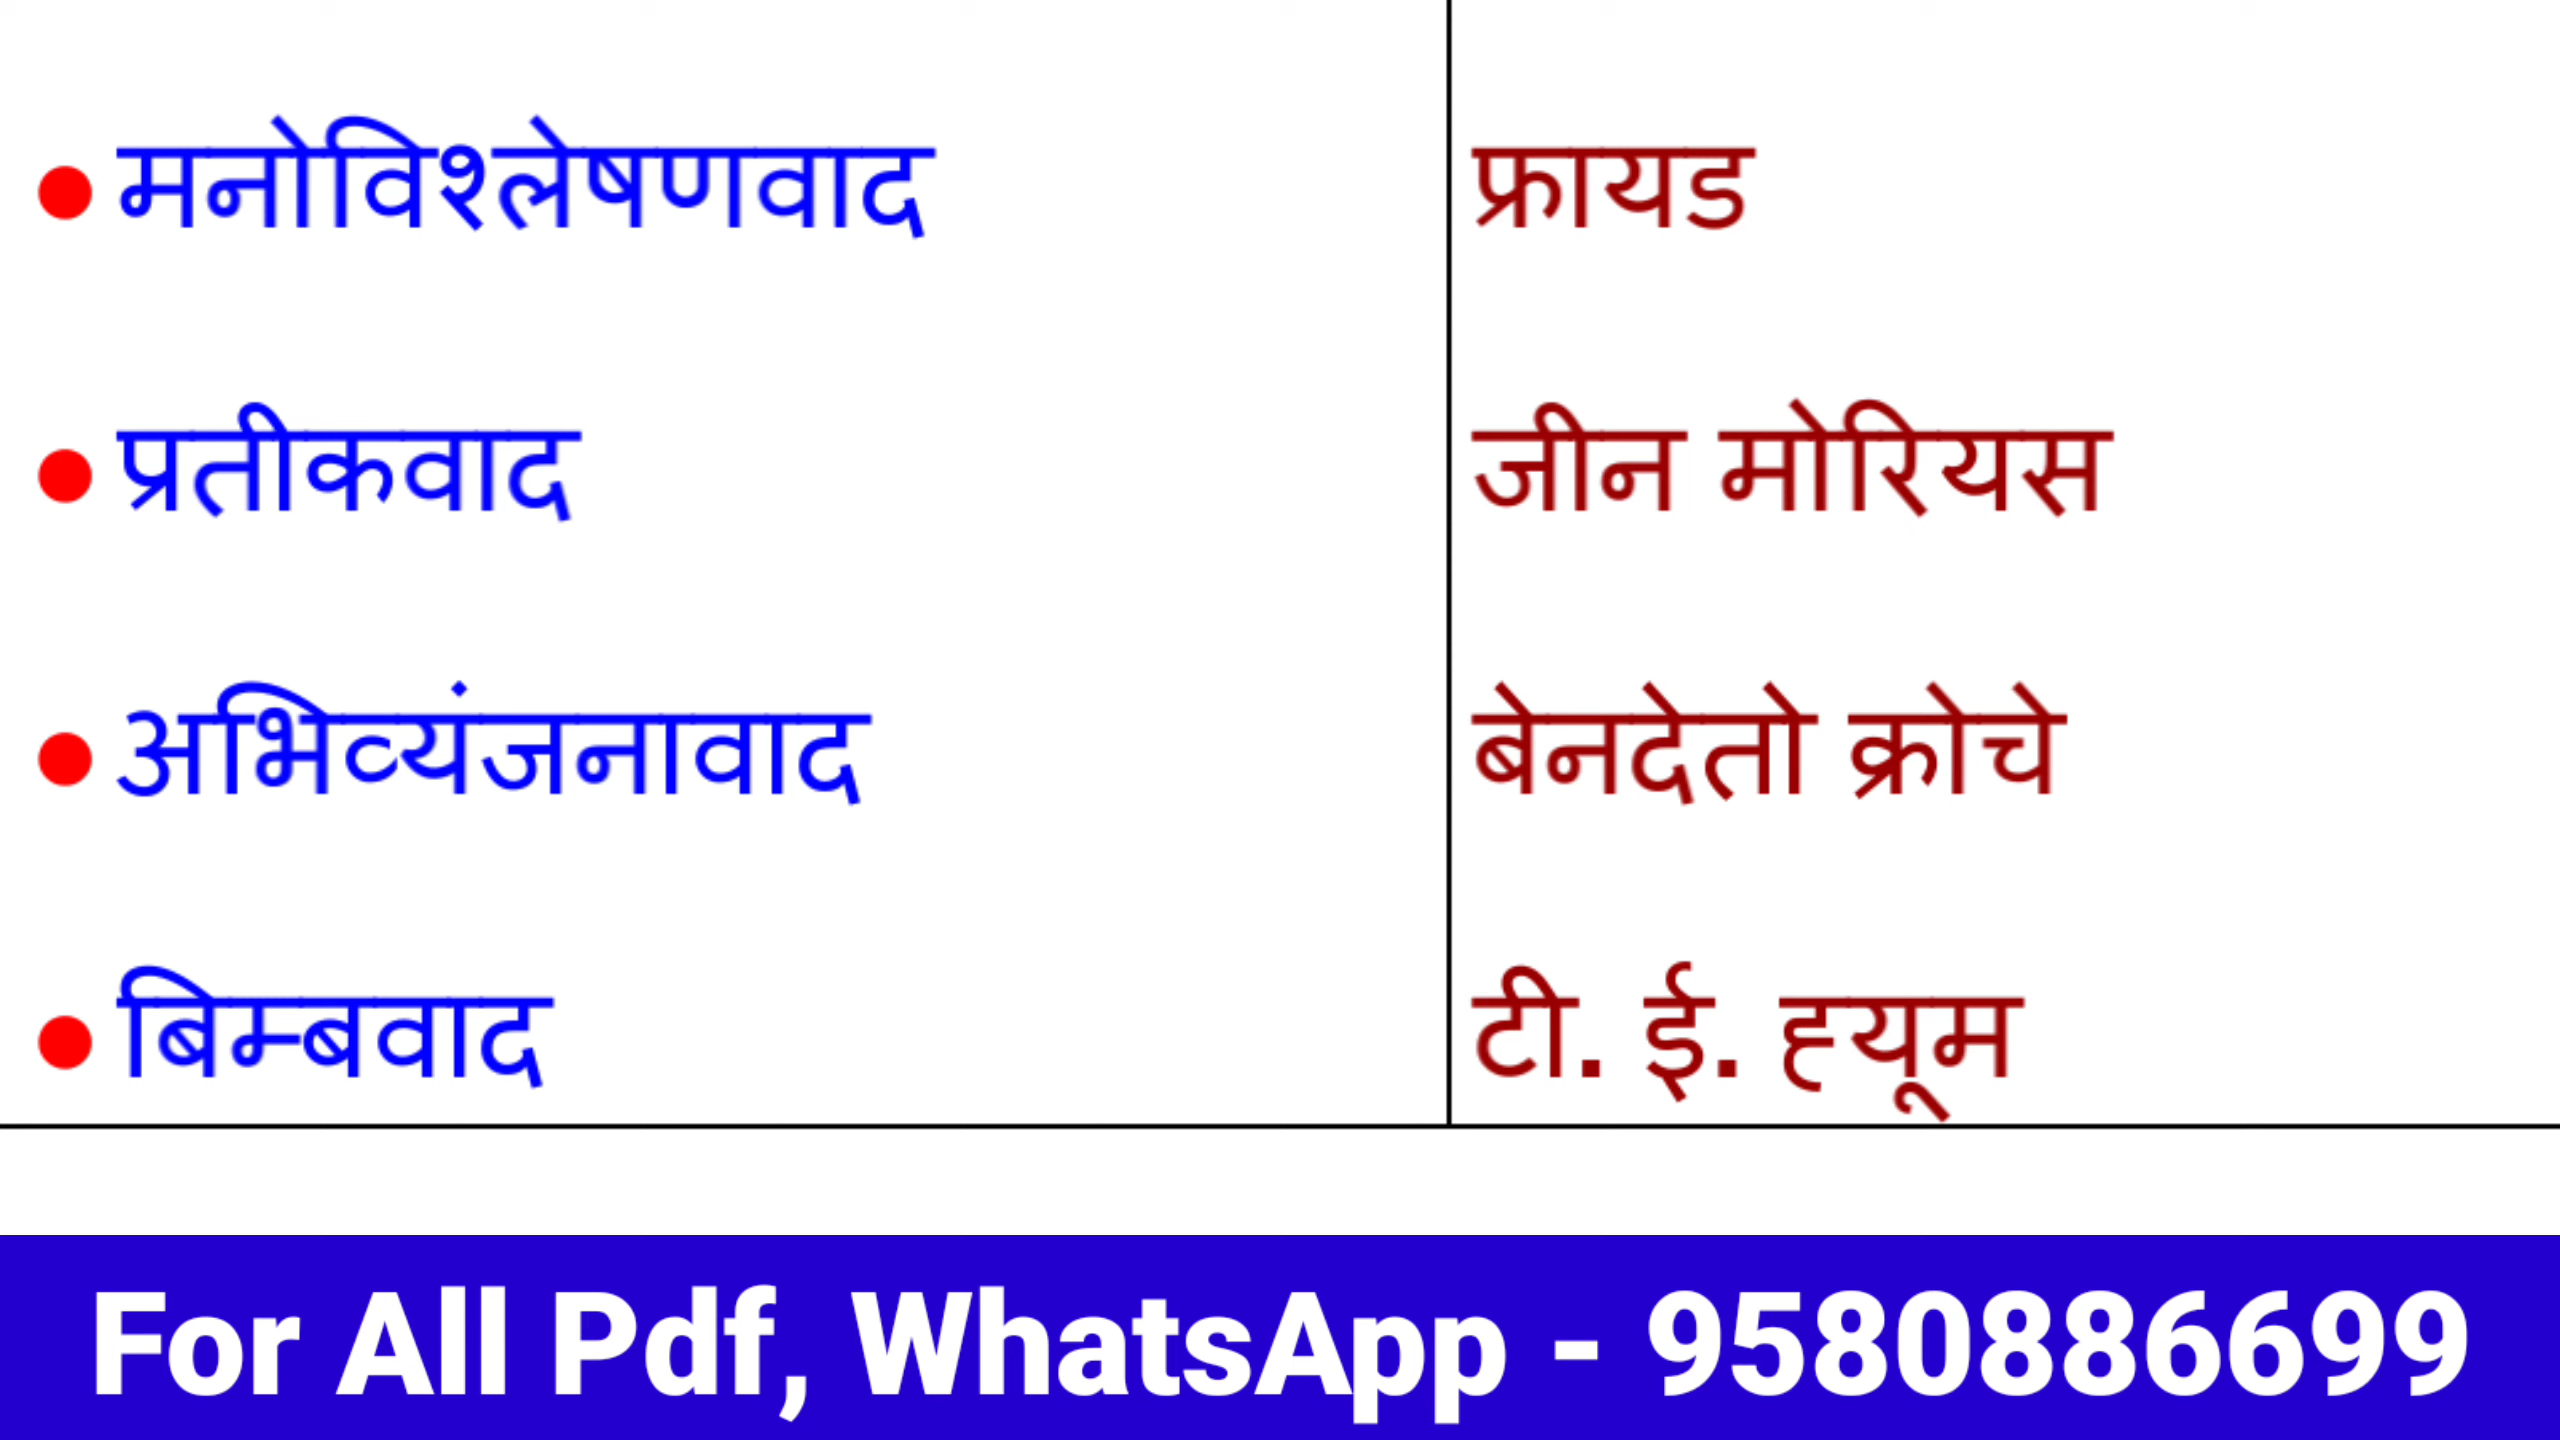 • मनोविश्लेषणवाद फ्रायड
• प्रतीकवाद जीन मोरियस
• अभिव्यंजनावाद बेनदेतो क्रोचे
• बिम्बवाद टी. ई. ह्यूम
For All Pdf, WhatsApp - 9580886699